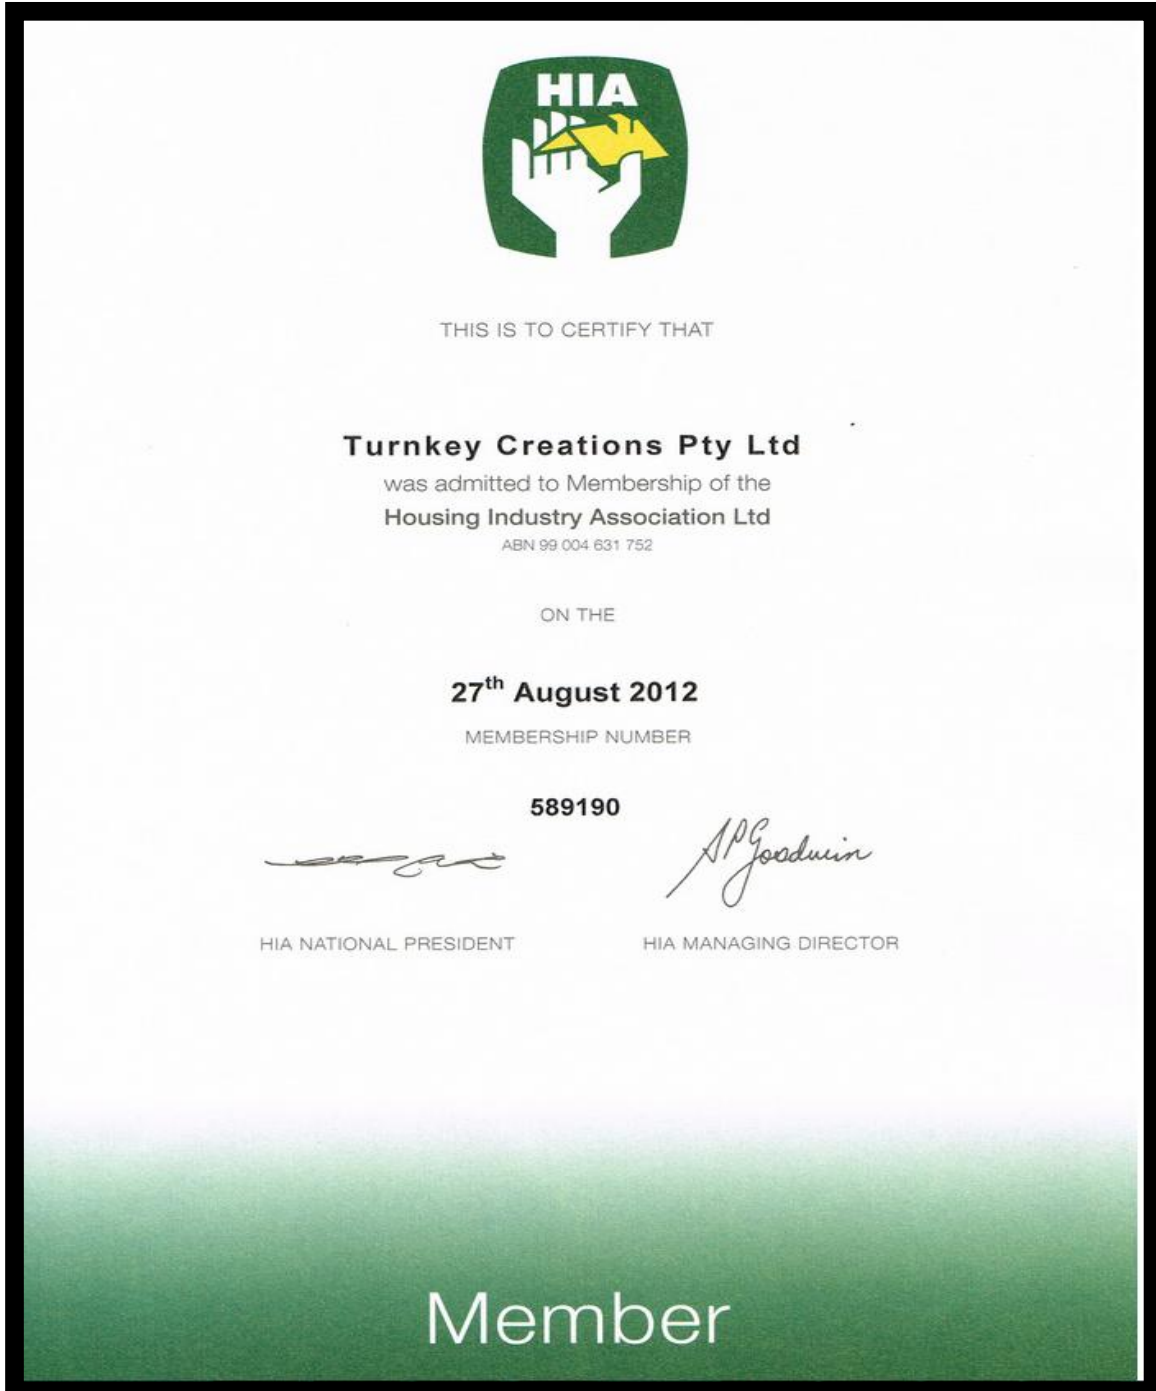 HIA
THIS IS TO CERTIFY THAT
Turnkey Creations Pty Ltd
was admitted to Membership of the
Housing Industry Association Ltd
ABN 99 004 631 752
ON THE
27th August 2012
MEMBERSHIP NUMBER
589190
APGoodwin
HIA NATIONAL PRESIDENT HIA MANAGING DIRECTOR
Member